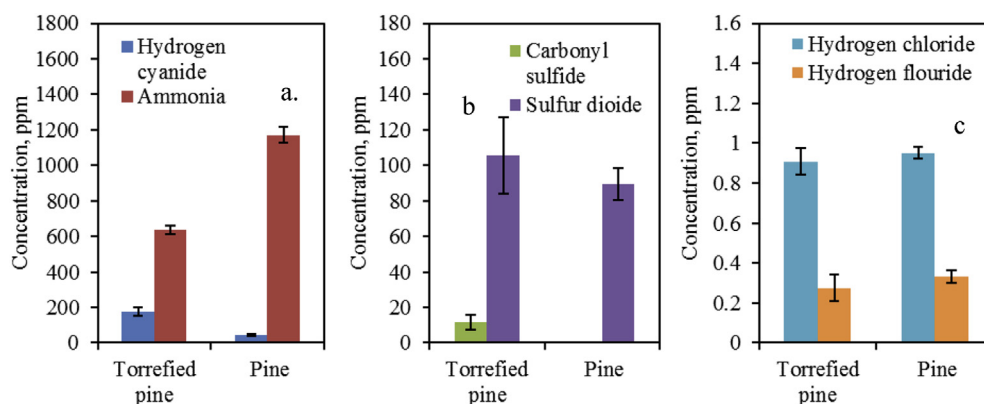 1800
1600
1400
1200
1000
800
600
400
200
0
Concentration, ppm
Hydrogen
cyanide
Ammonia
a.
Torrefied
pine
Pine
180
160
140
120
100
80
60
40
20
0
Concentration, ppm
Carbonyl
sulfide
Sulfur dioide
b
Torrefied
pine
Pine
1.6
1.4
1.2
1
0.8
0.6
0.4
0.2
0
Concentration, ppm
Hydrogen chloride
Hydrogen flouride
c
Torrefied
pine
Pine